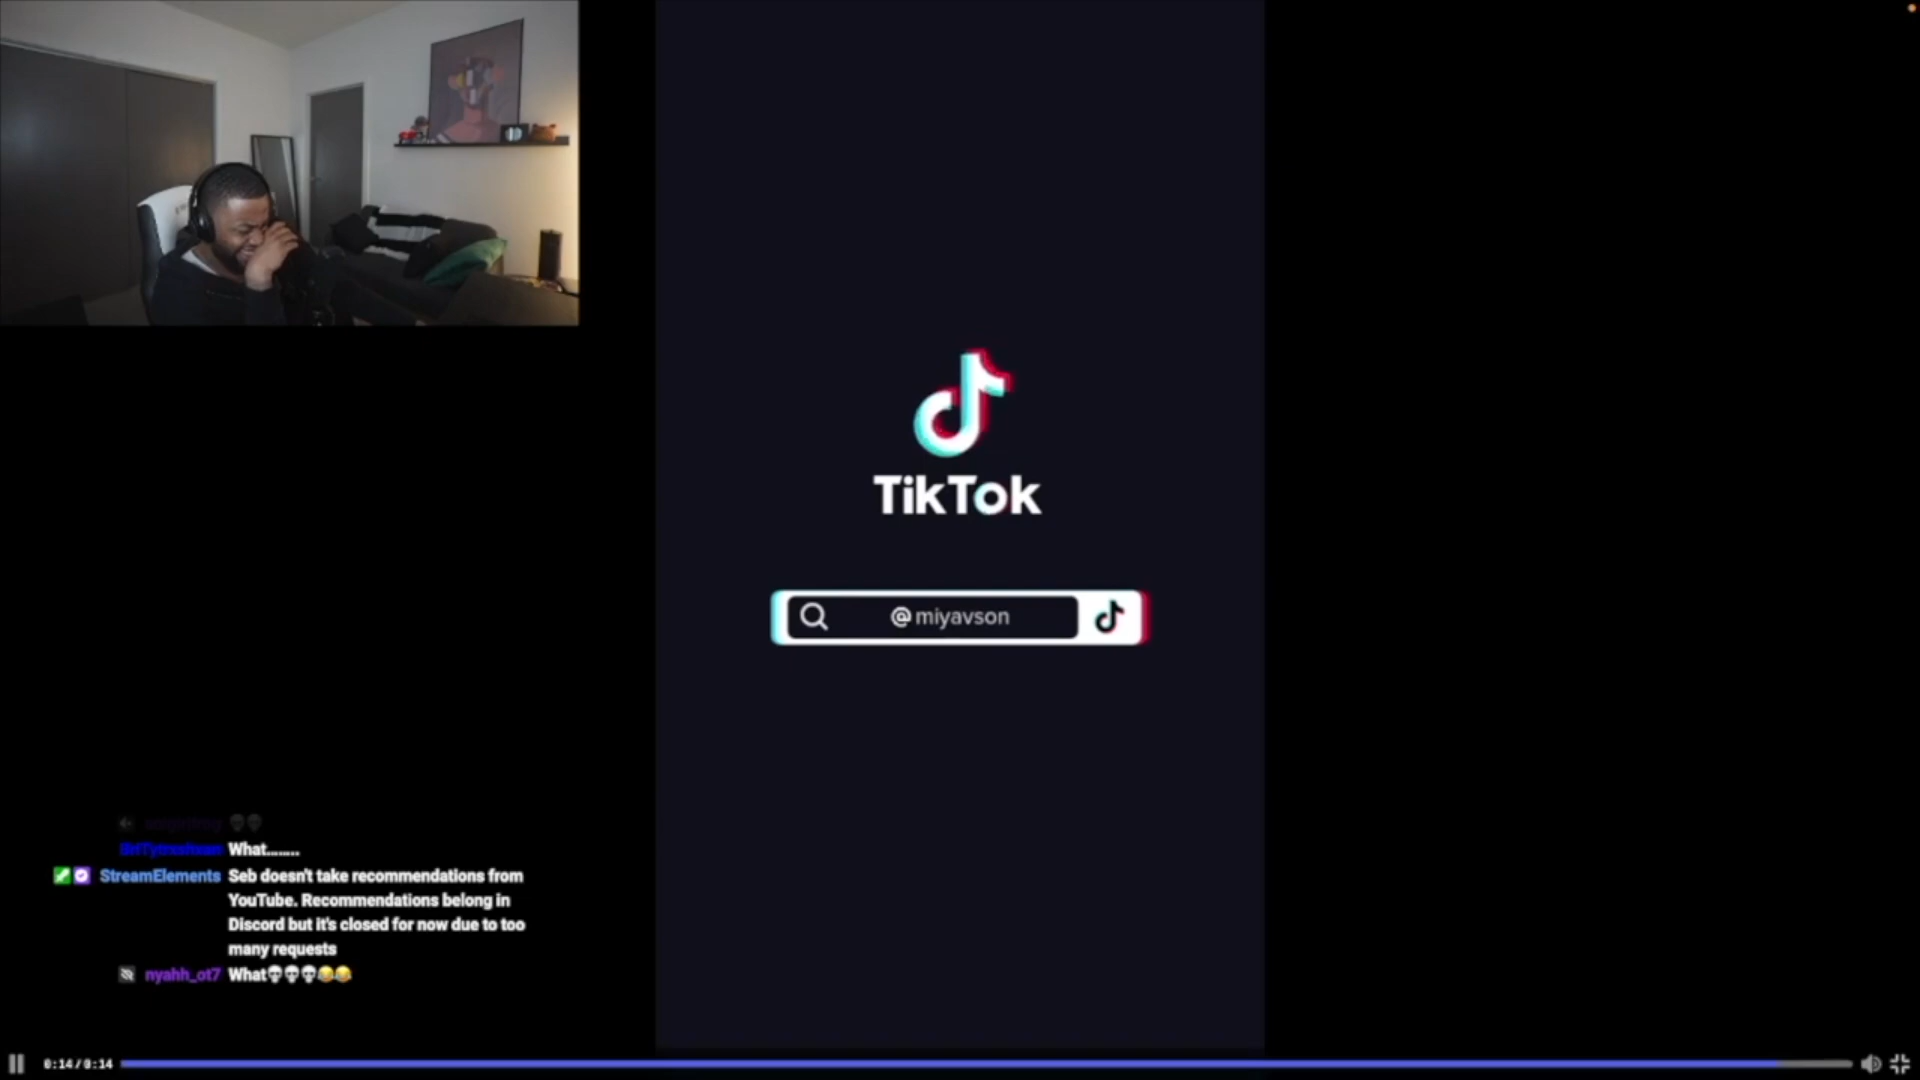 TikTok
@miyavson
What........
StreamElements Seb doesn't take recommendations from
YouTube. Recommendations belong in
Discord but it's closed for now due to too
many requests
nyahh_ot7 What💀💀💀😂😂
0:14 / 0:14